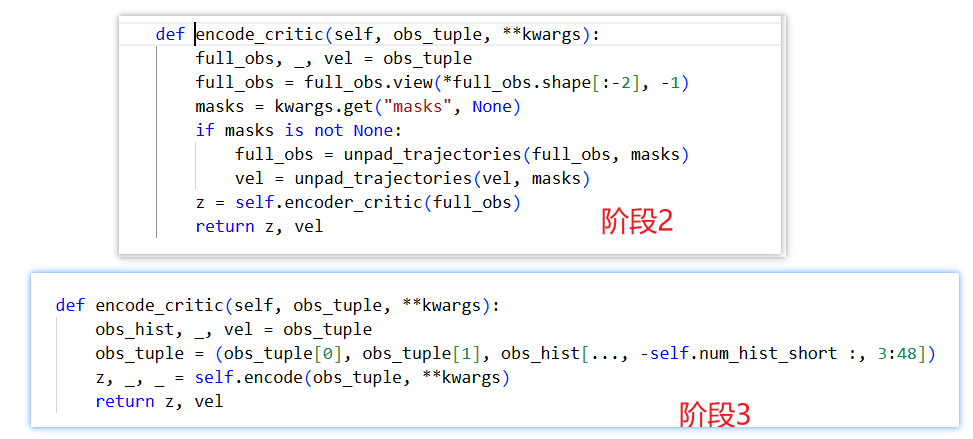 def encode_critic(self, obs_tuple, **kwargs):
full_obs, _, vel = obs_tuple
full_obs = full_obs.view(*full_obs.shape[:-2], -1)
masks = kwargs.get("masks", None)
if masks is not None:
full_obs = unpad_trajectories(full_obs, masks)
vel = unpad_trajectories(vel, masks)
z = self.encoder_critic(full_obs)
return z, vel
阶段2
def encode_critic(self, obs_tuple, **kwargs):
obs_hist, _, vel = obs_tuple
obs_tuple = (obs_tuple[0], obs_tuple[1], obs_hist[..., -self.num_hist_short :, 3:48])
z, _, _ = self.encode(obs_tuple, **kwargs)
return z, vel
阶段3